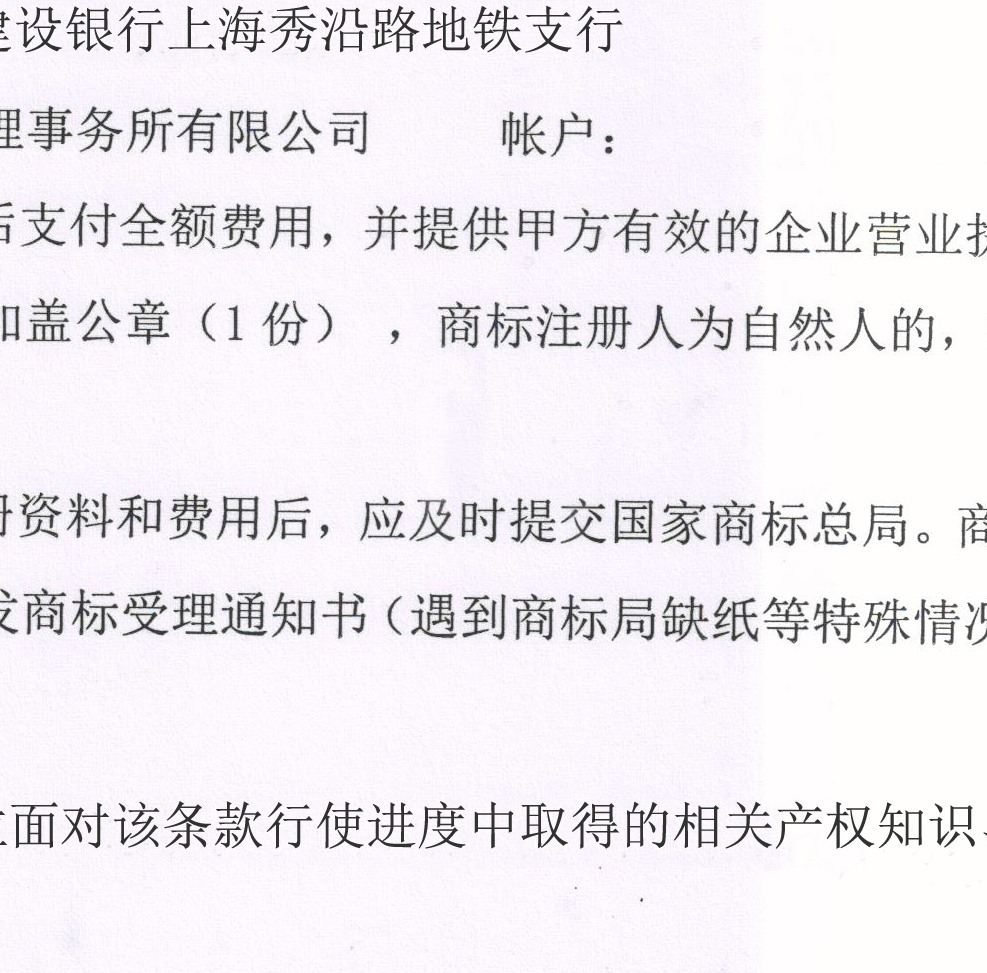 建设银行上海秀沿路地铁支行
理事务所有限公司 帐户：
后支付全额费用，并提供甲方有效的企业营业执
加盖公章（1 份） ，商标注册人为自然人的，
册资料和费用后，应及时提交国家商标总局。商
发商标受理通知书（遇到商标局缺纸等特殊情况
面对该条款行使进度中取得的相关产权知识、